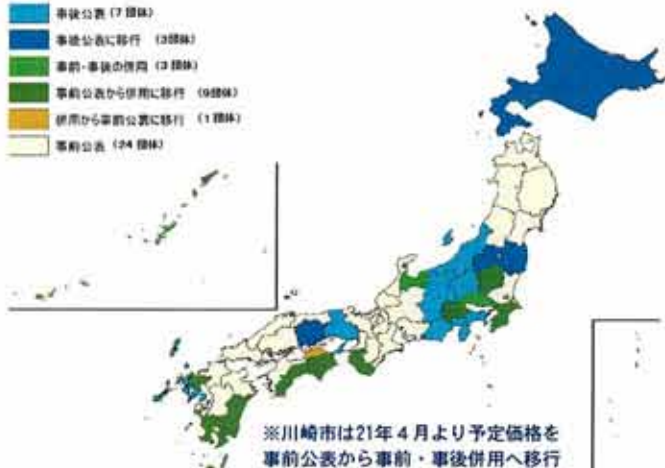 事後公表 (7団体)
事後公表に移行 (3団体)
事前・事後の併用 (3団体)
事前公表から併用に移行 (9団体)
併用から事前公表に移行 (1団体)
事前公表 (24団体)
※川崎市は21年4月より予定価格を
事前公表から事前・事後併用へ移行